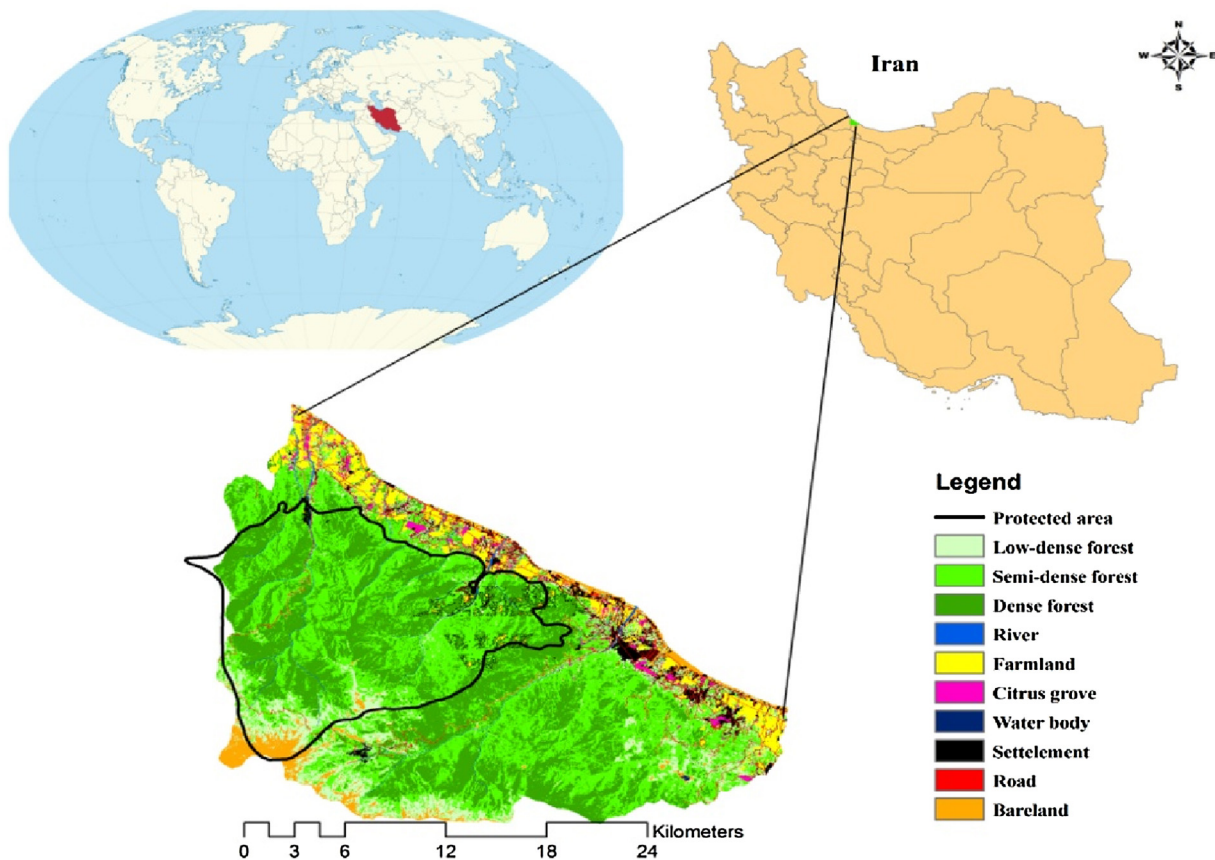 Iran
N
W
E
S
Legend
Protected area
Low-dense forest
Semi-dense forest
Dense forest
River
Farmland
Citrus grove
Water body
Settelement
Road
Bareland
Kilometers
0 3 6 12 18 24